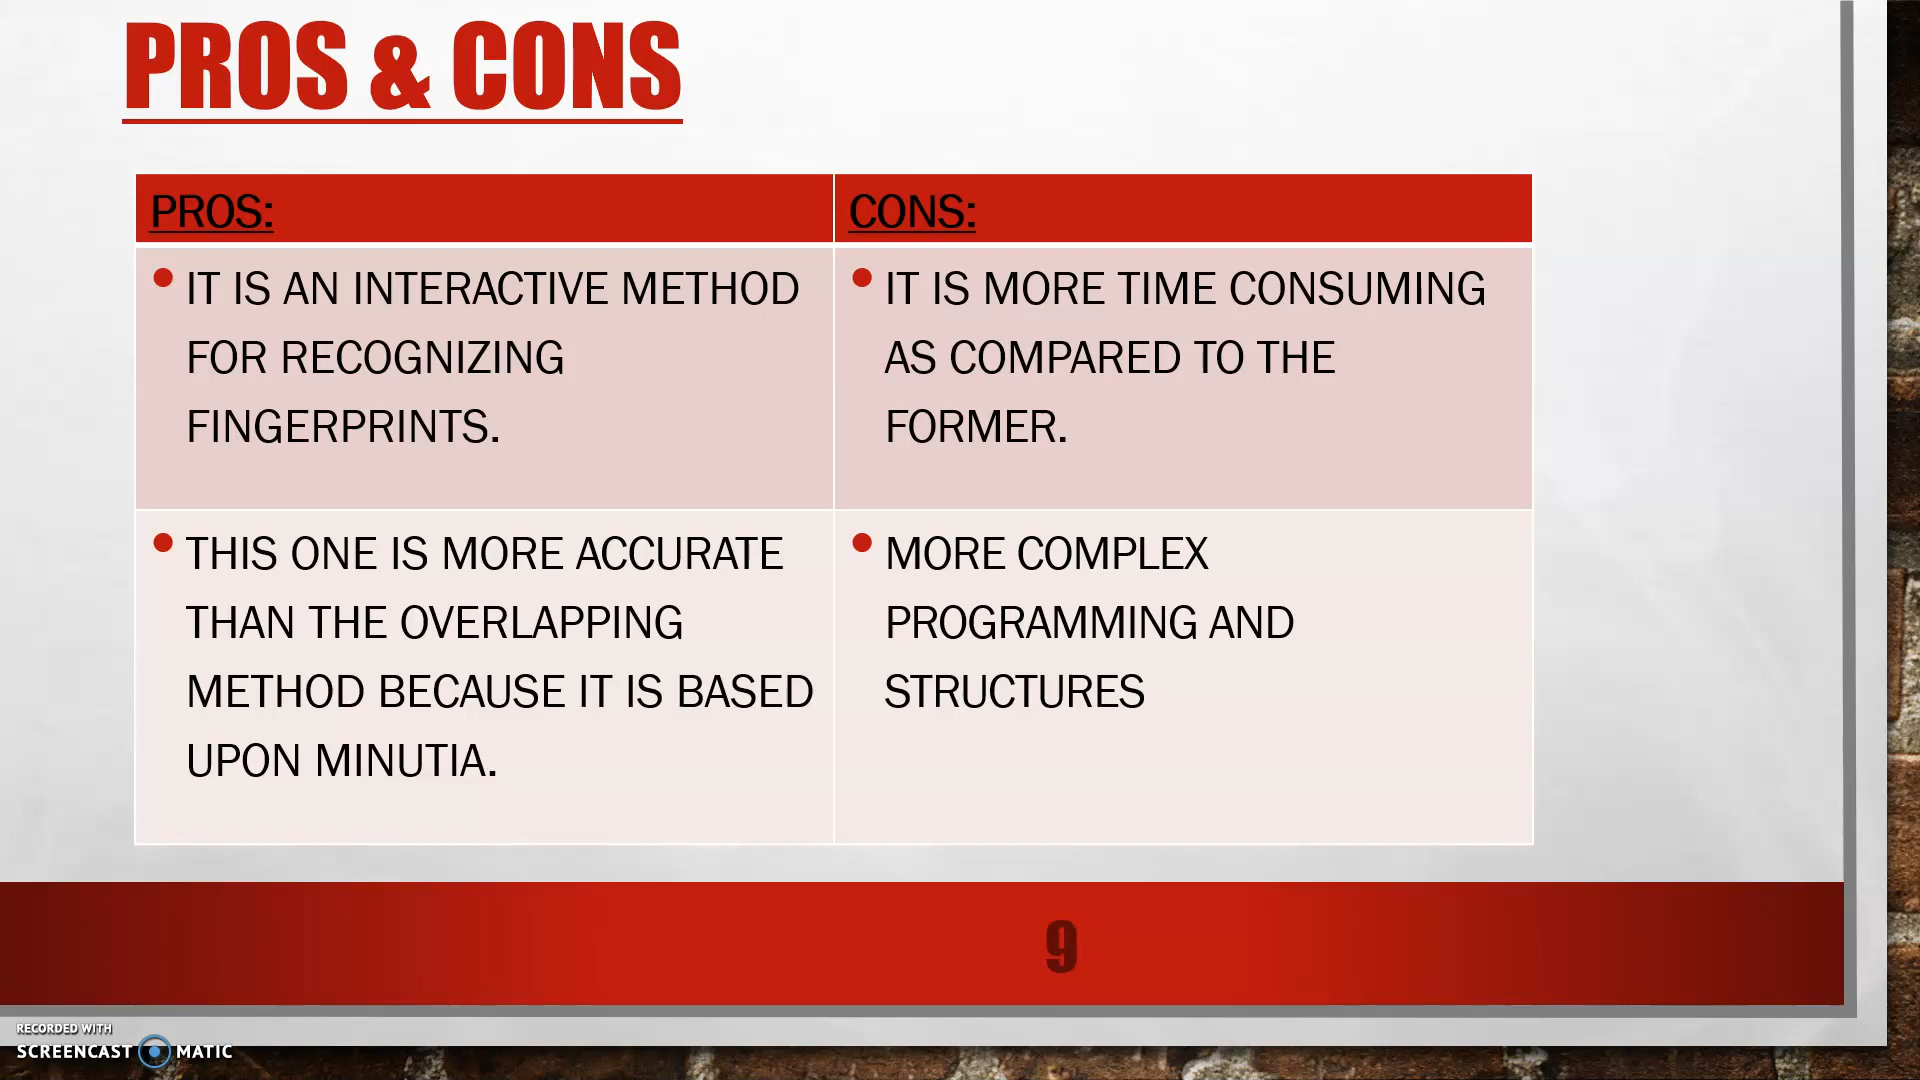 PROS & CONS
PROS:
CONS:
IT IS AN INTERACTIVE METHOD
FOR RECOGNIZING
FINGERPRINTS.
IT IS MORE TIME CONSUMING
AS COMPARED TO THE
FORMER.
THIS ONE IS MORE ACCURATE
THAN THE OVERLAPPING
METHOD BECAUSE IT IS BASED
UPON MINUTIA.
MORE COMPLEX
PROGRAMMING AND
STRUCTURES
9
RECORDED WITH
SCREENCAST MATIC